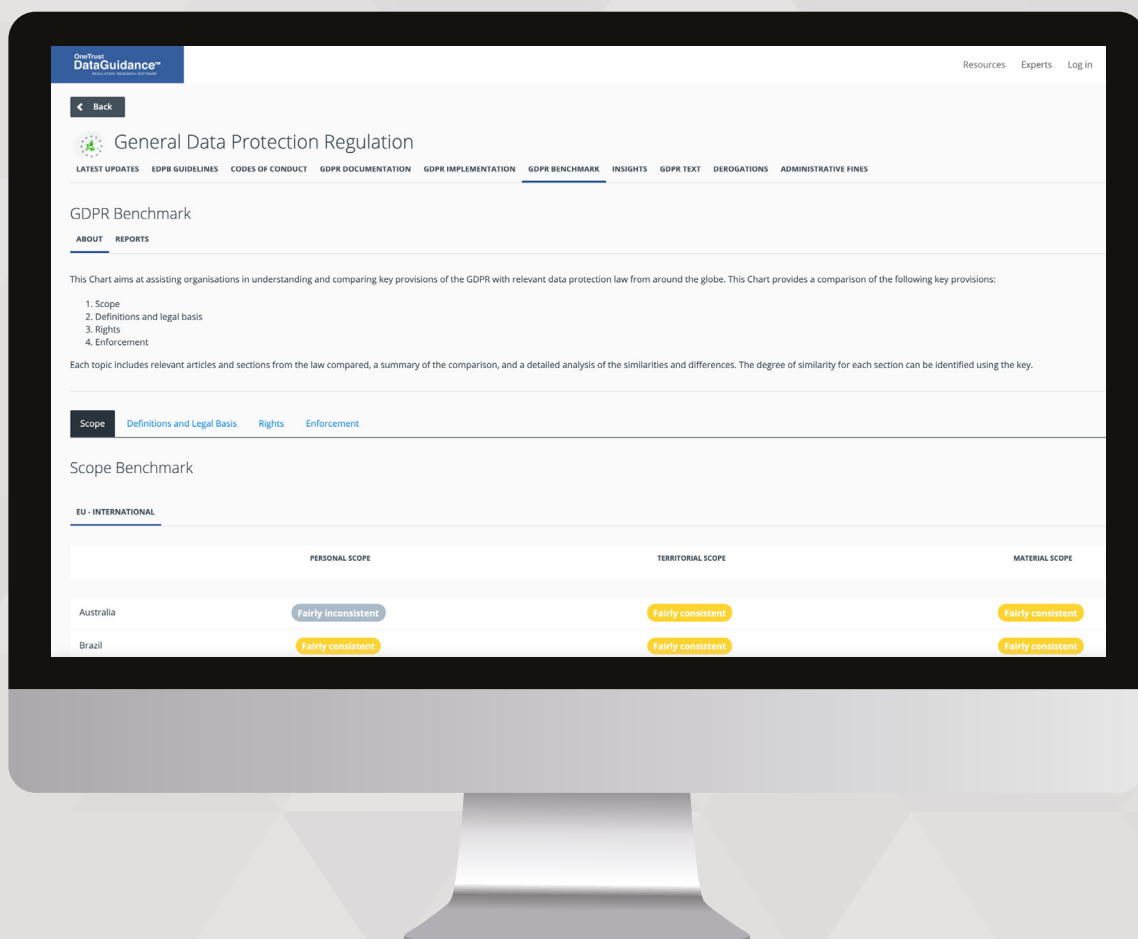 OneTrust
DataGuidance™
REGULATORY RESEARCH SOFTWARE
Resources Experts Log in
Back
General Data Protection Regulation
LATEST UPDATES EDPB GUIDELINES CODES OF CONDUCT GDPR DOCUMENTATION GDPR IMPLEMENTATION GDPR BENCHMARK INSIGHTS GDPR TEXT DEROGATIONS ADMINISTRATIVE FINES
GDPR Benchmark
ABOUT REPORTS
This Chart aims at assisting organisations in understanding and comparing key provisions of the GDPR with relevant data protection law from around the globe. This Chart provides a comparison of the following key provisions:
1. Scope
2. Definitions and legal basis
3. Rights
4. Enforcement
Each topic includes relevant articles and sections from the law compared, a summary of the comparison, and a detailed analysis of the similarities and differences. The degree of similarity for each section can be identified using the key.
Scope Definitions and Legal Basis Rights Enforcement
Scope Benchmark
EU - INTERNATIONAL
PERSONAL SCOPE TERRITORIAL SCOPE MATERIAL SCOPE
Australia Fairly inconsistent Fairly consistent Fairly consistent
Brazil Fairly consistent Fairly consistent Fairly consistent